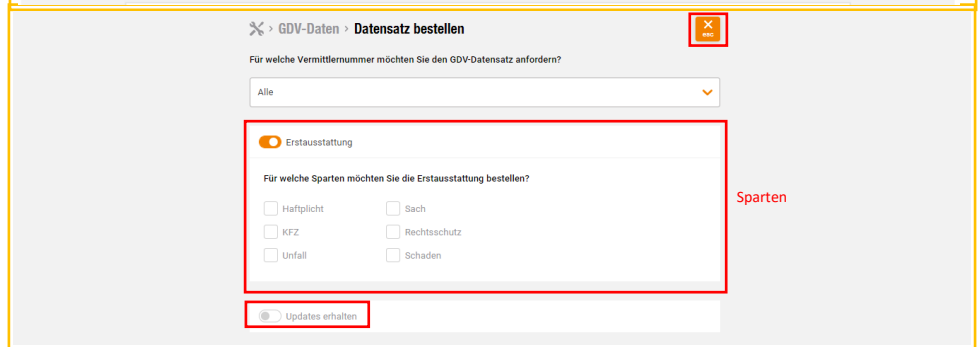 > GDV-Daten > Datensatz bestellen
esc
Für welche Vermittlernummer möchten Sie den GDV-Datensatz anfordern?
Alle
Erstausstattung
Für welche Sparten möchten Sie die Erstausstattung bestellen?
Haftplicht Sach
KFZ Rechtsschutz
Unfall Schaden
Sparten
Updates erhalten